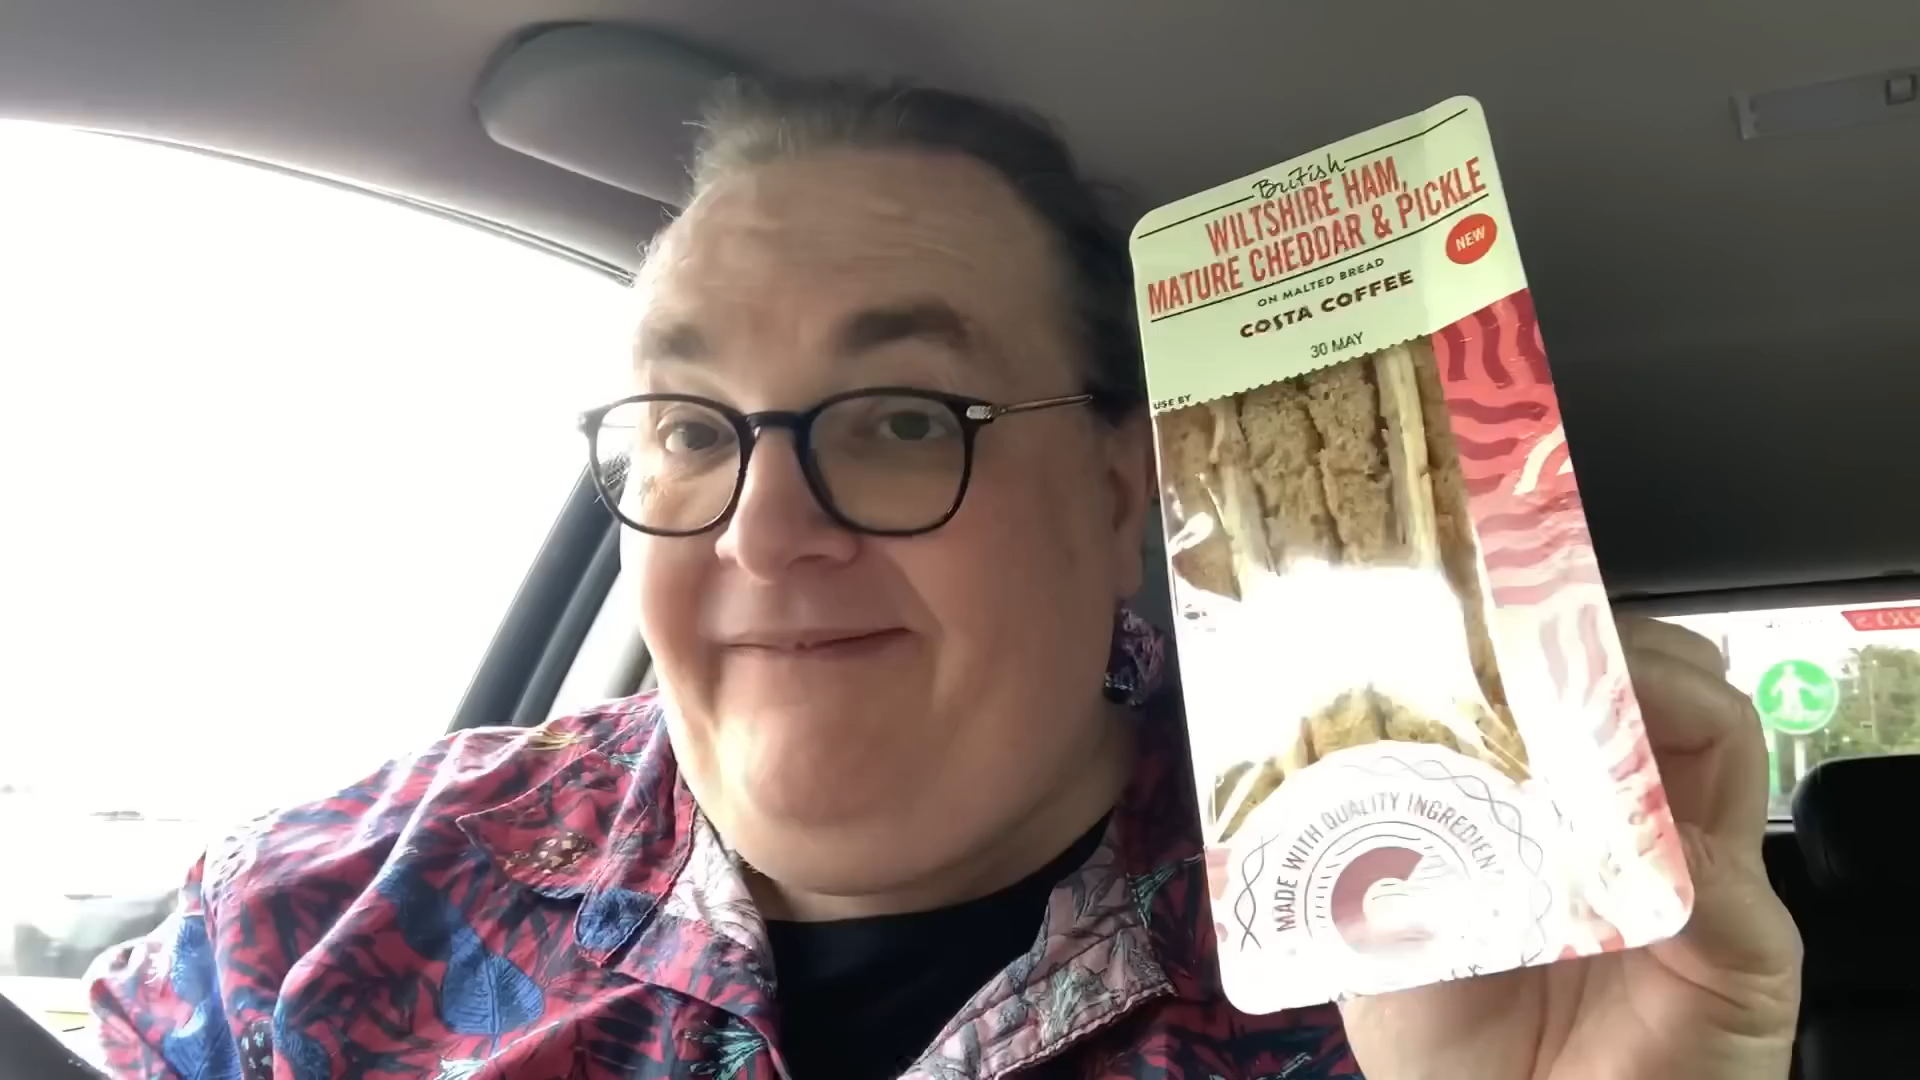 British
WILTSHIRE HAM,
MATURE CHEDDAR & PICKLE
NEW
ON MALTED BREAD
COSTA COFFEE
30 MAY
USE BY
MADE WITH QUALITY INGREDIENT